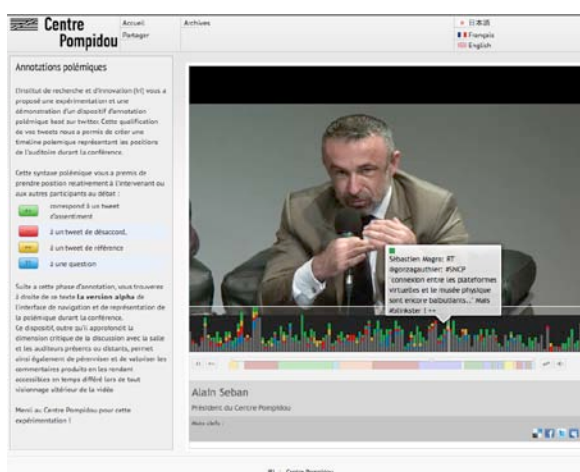 Centre
Pompidou
Accueil
Partager
Archives
日本語
Français
English
Annotations polémiques
L'Institut de recherche et d'innovation (Iri) vous a
proposé une expérimentation et une
démonstration d'un dispositif d'annotation
polémique basé sur twitter. Cette qualification
de vos tweets nous a permis de créer une
timeline polemique représentant les positions
de l'auditoire durant la conférence.
Cette syntaxe polémique vous a permis de
prendre position relativement à l'intervenant ou
aux autres participants au débat :
correspond à un tweet
d'assentiment
à un tweet de désaccord,
à un tweet de référence
à une question
Suite a cette phase d'annotation, vous trouverez
à droite de ce texte la version alpha de
l'interface de navigation et de représentation de
la polémique durant la conférence.
Ce dispositif, outre qu'il approfondit la
dimension critique de la discussion avec la salle
et les auditeurs présents ou distants, permet
ainsi également de pérenniser et de valoriser les
commentaires produits en les rendant
accessibles en temps différé lors de tout
visionnage ultérieur de la vidéo
Merci au Centre Pompidou pour cette
expérimentation !
Sébastien Magro: RT
@gonzagauthier: #SNCP
"connexion entre les plateformes
virtuelles et le musée physique
sont encore balbutiants..." Mais
! ++
Alain Seban
Président du Centre Pompidou
Mots clefs :
Centre Pompidou